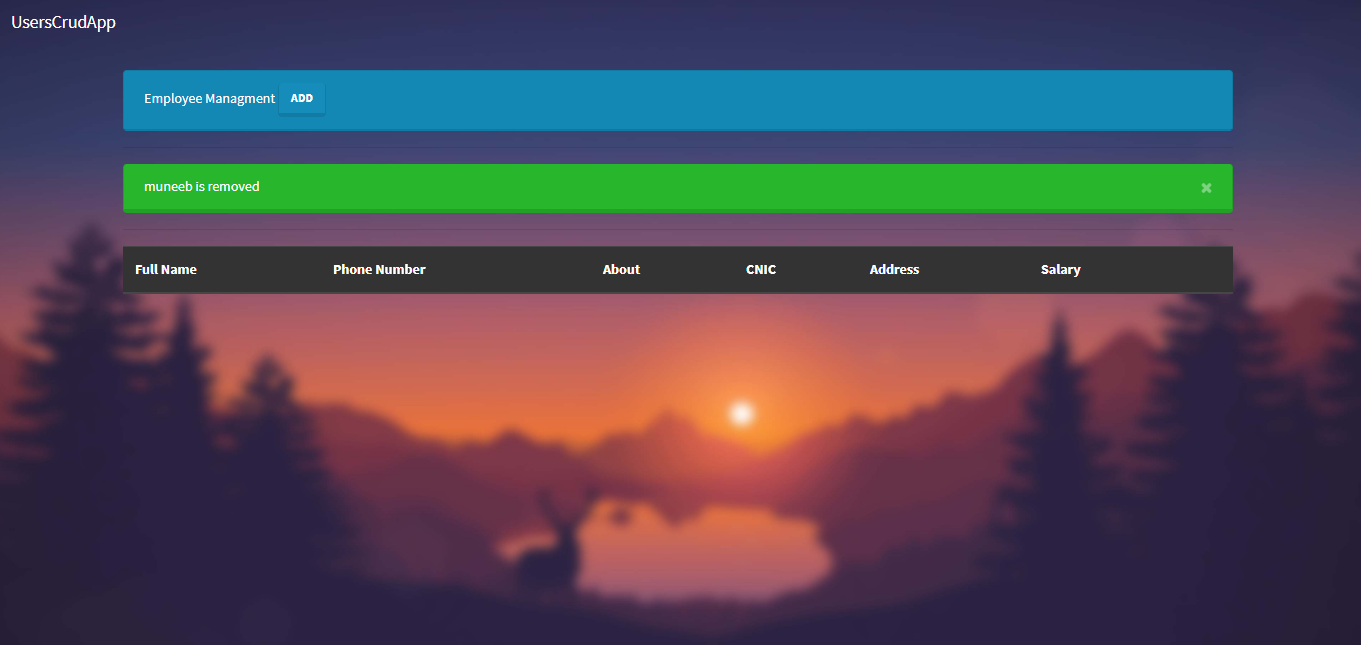 UsersCrudApp
Employee Managment ADD
muneeb is removed
×
Full Name Phone Number About CNIC Address Salary